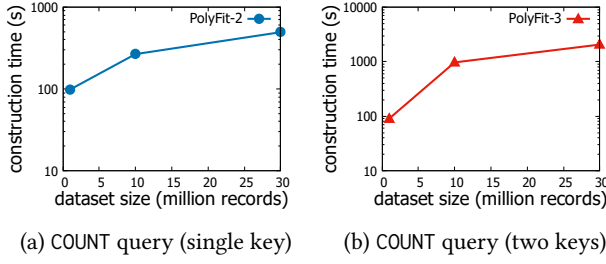 1000
100
10
construction time (s)
PolyFit-2
0 5 10 15 20 25 30
dataset size (million records)
(a) COUNT query (single key)
10000
1000
100
10
construction time (s)
PolyFit-3
0 5 10 15 20 25 30
dataset size (million records)
(b) COUNT query (two keys)